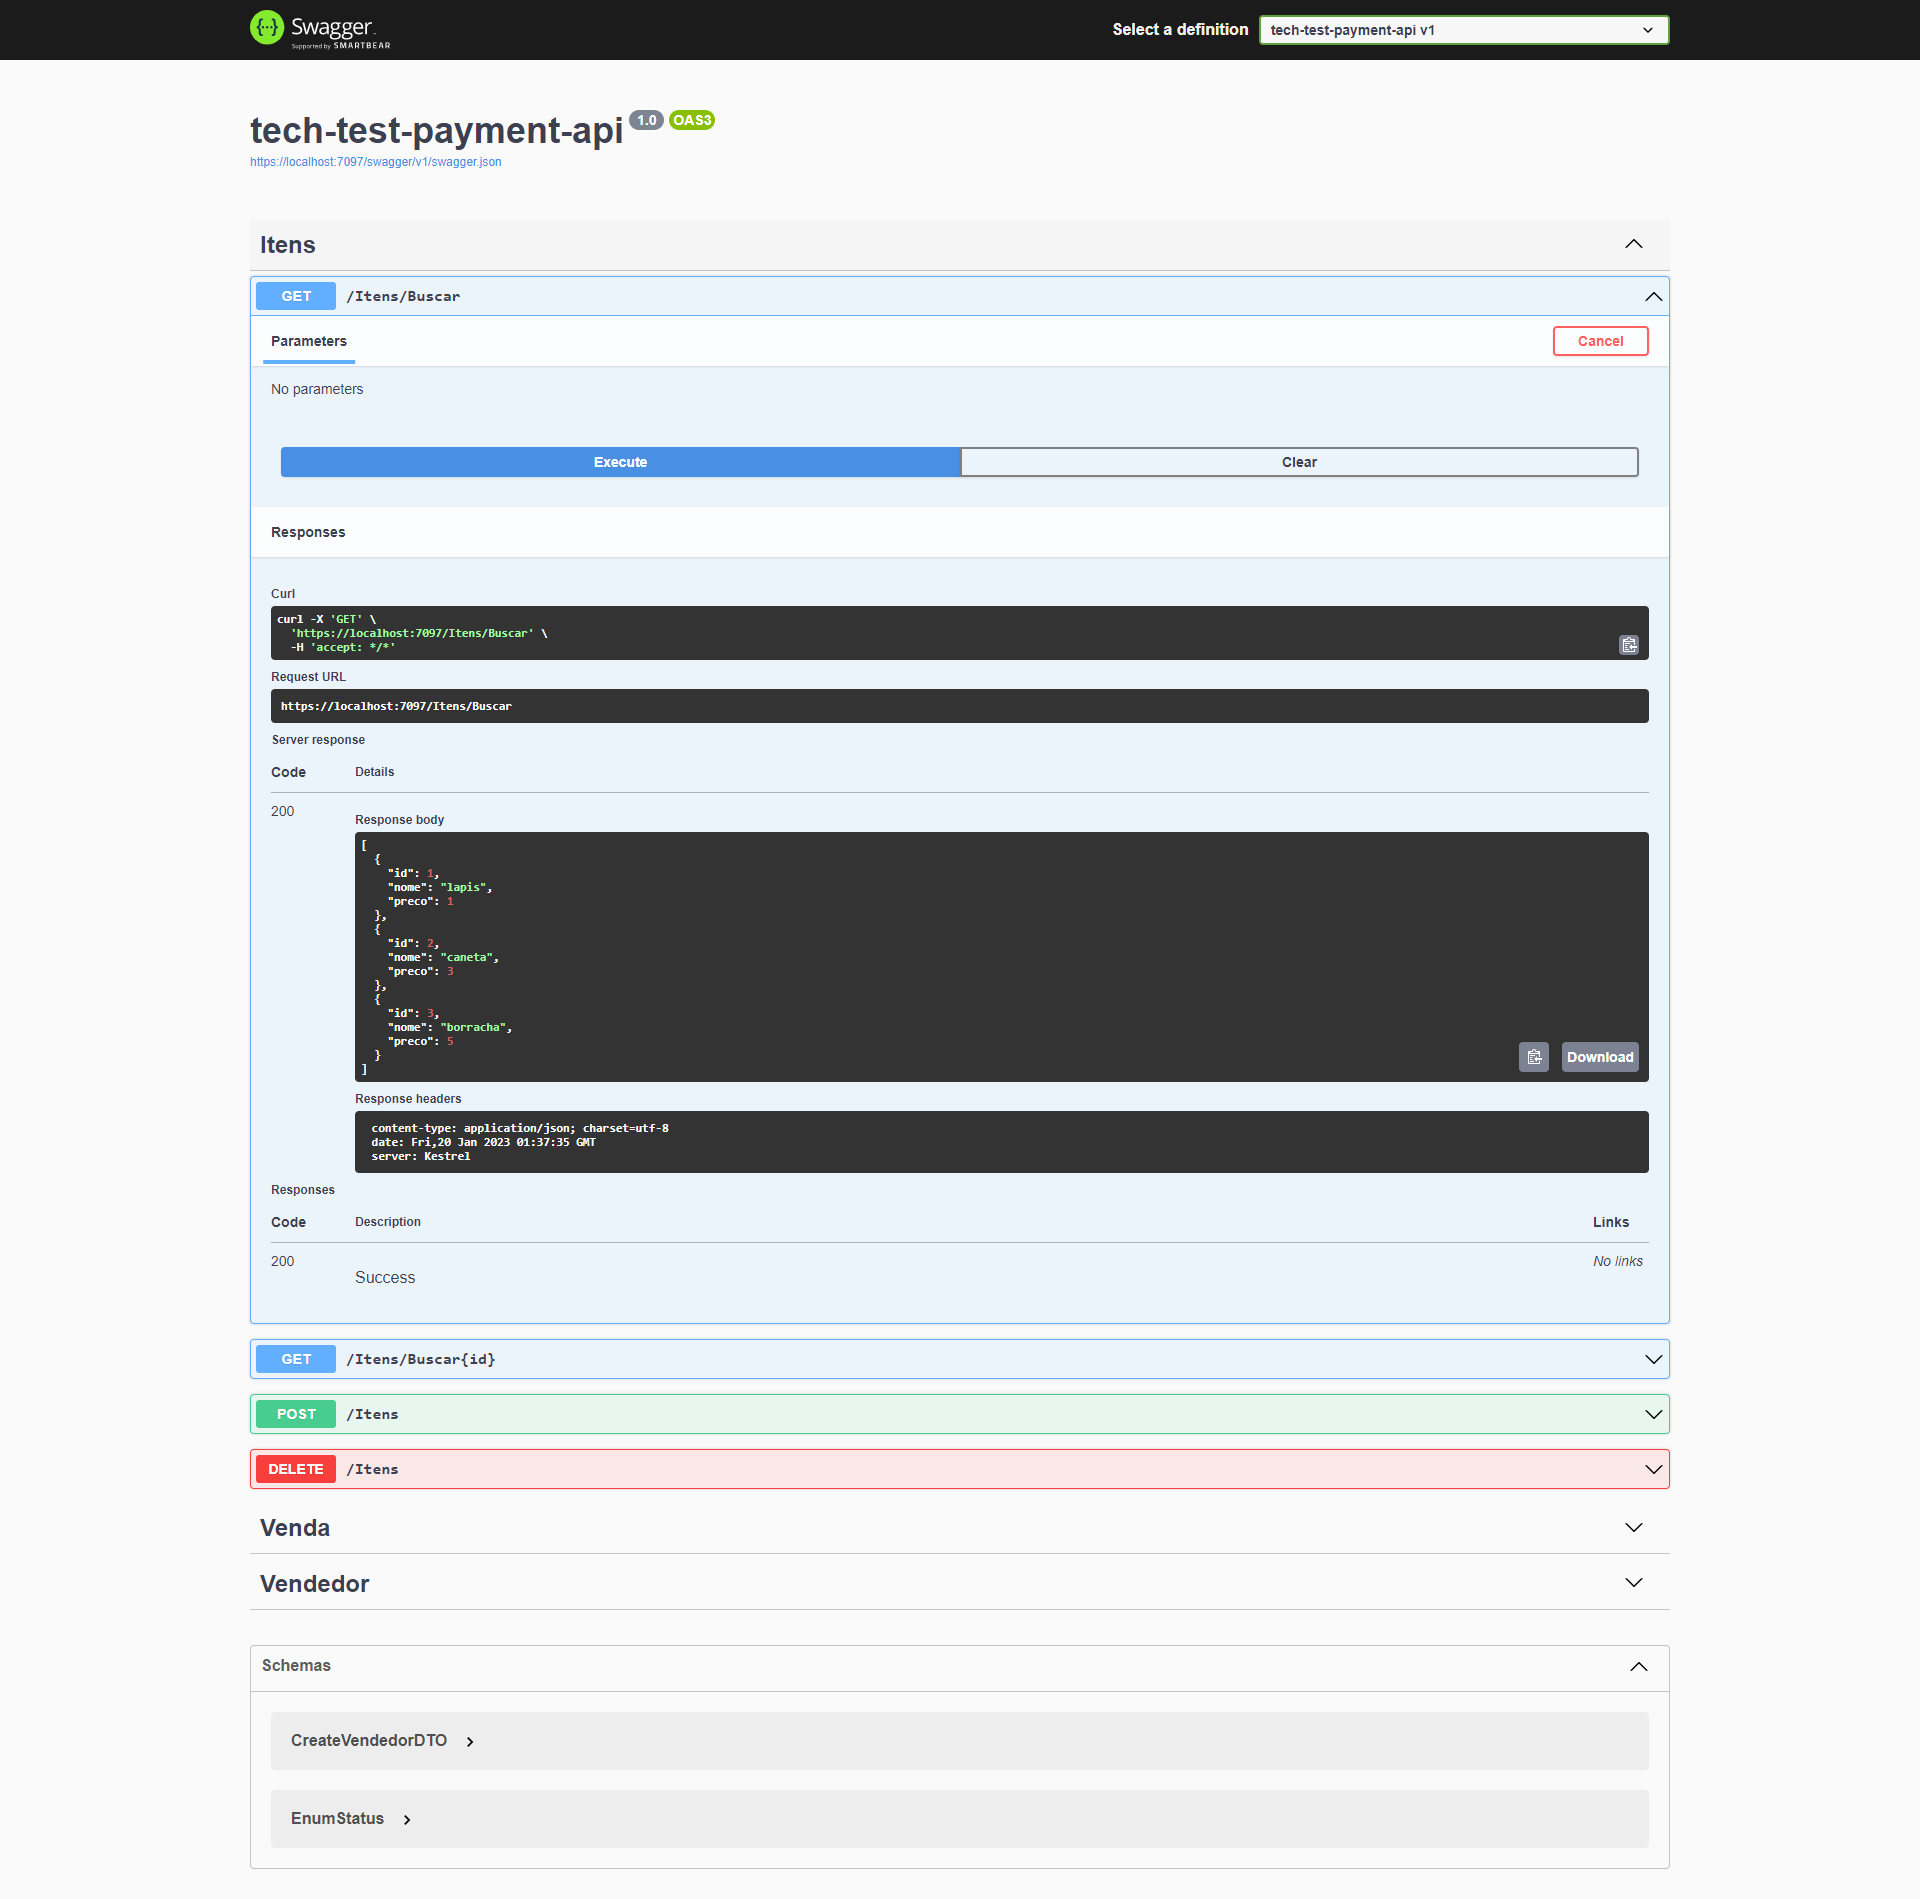 Swagger
Supported by SMARTBEAR
Select a definition
tech-test-payment-api v1
tech-test-payment-api 1.0 OAS3
https://localhost:7097/swagger/v1/swagger.json
Itens
GET /Itens/Buscar
Parameters
Cancel
No parameters
Execute
Clear
Responses
Curl
curl -X 'GET' \
  'https://localhost:7097/Itens/Buscar' \
  -H 'accept: */*'
Request URL
https://localhost:7097/Itens/Buscar
Server response
Code Details
200
Response body
[
  {
    "id": 1,
    "nome": "lapis",
    "preco": 1
  },
  {
    "id": 2,
    "nome": "caneta",
    "preco": 3
  },
  {
    "id": 3,
    "nome": "borracha",
    "preco": 5
  }
]
Download
Response headers
content-type: application/json; charset=utf-8
date: Fri,20 Jan 2023 01:37:35 GMT
server: Kestrel
Responses
Code Description Links
200 No links
Success
GET /Itens/Buscar{id}
POST /Itens
DELETE /Itens
Venda
Vendedor
Schemas
CreateVendedorDTO
EnumStatus